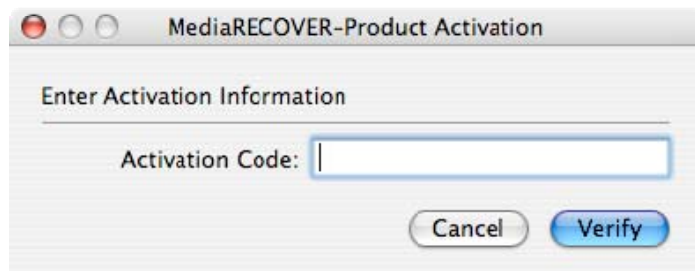 MediaRECOVER-Product Activation
Enter Activation Information
Activation Code:
Cancel Verify